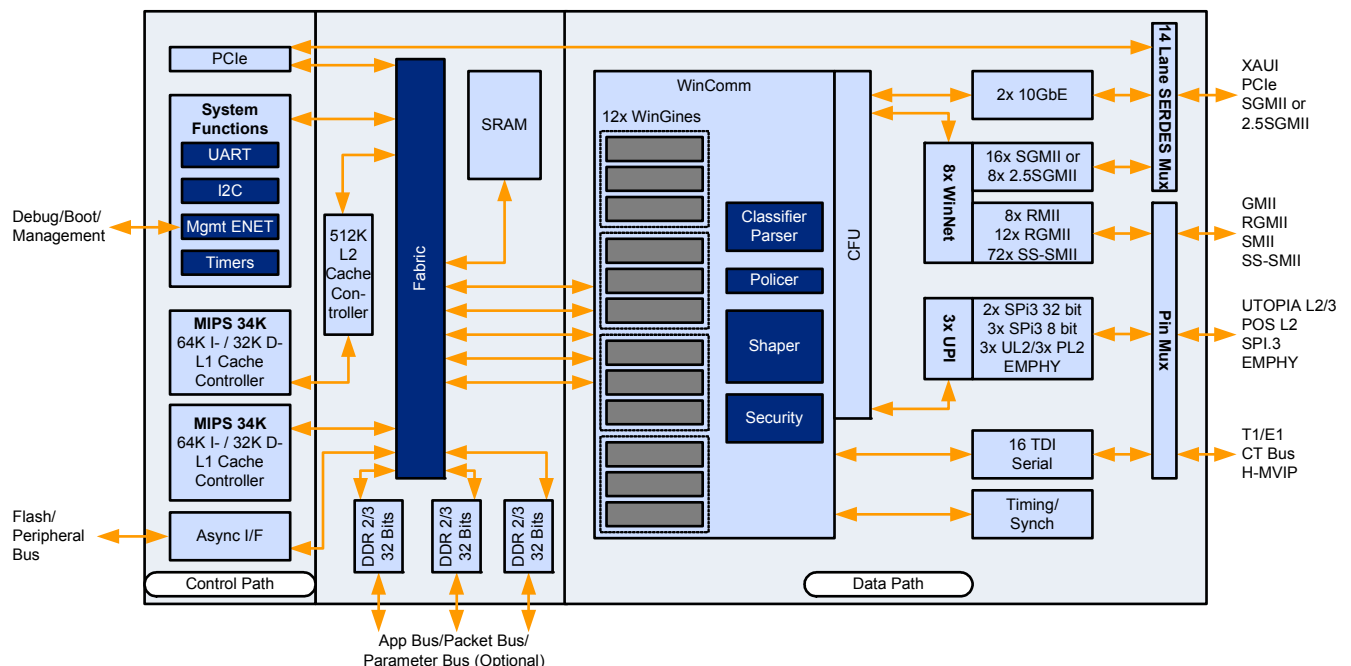 PCIe
System
Functions
UART
I2C
Mgmt ENET
Timers
Debug/Boot/
Management
MIPS 34K
64K I- / 32K D-
L1 Cache
Controller
MIPS 34K
64K I- / 32K D-
L1 Cache
Controller
Flash/
Peripheral
Bus
Async I/F
Control Path
512K
L2
Cache
Con-
troller
Fabric
SRAM
DDR 2/3
32 Bits
DDR 2/3
32 Bits
DDR 2/3
32 Bits
App Bus/Packet Bus/
Parameter Bus (Optional)
WinComm
12x WinGines
Classifier
Parser
Policer
Shaper
Security
CFU
2x 10GbE
8x WinNet
16x SGMII or
8x 2.5SGMII
8x RMII
12x RGMII
72x SS-SMII
3x UPI
2x SPi3 32 bit
3x SPi3 8 bit
3x UL2/3x PL2
EMPHY
16 TDI
Serial
Timing/
Synch
Data Path
14 Lane SERDES Mux
Pin Mux
XAUI
PCIe
SGMII or
2.5SGMII
GMII
RGMII
SMII
SS-SMII
UTOPIA L2/3
POS L2
SPI.3
EMPHY
T1/E1
CT Bus
H-MVIP